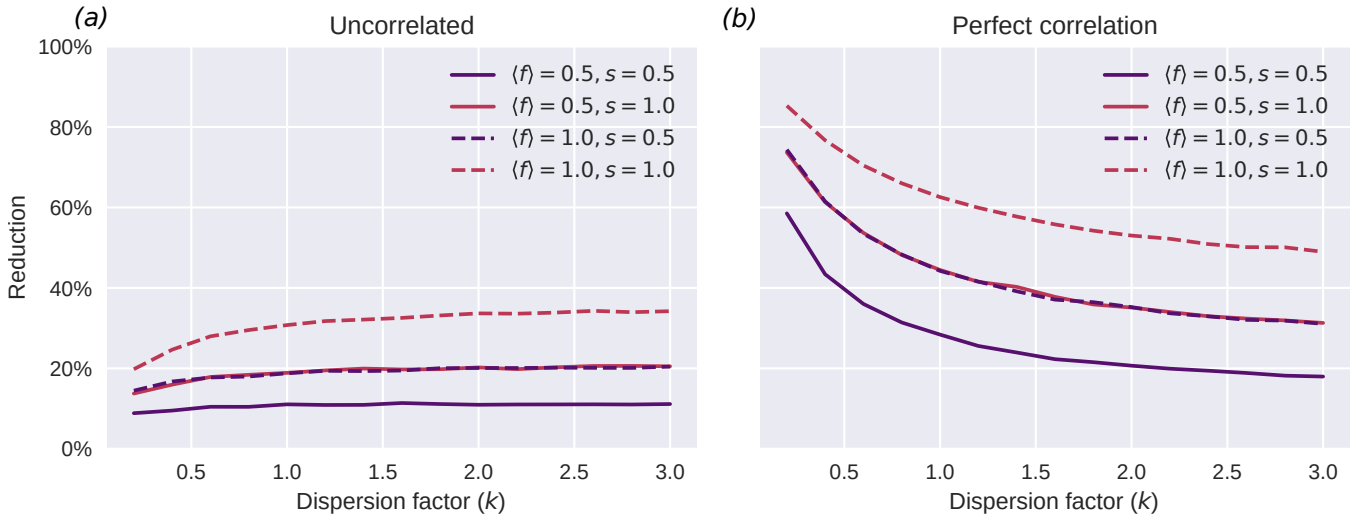 (a)
Uncorrelated
Reduction
100%
80%
60%
40%
20%
0%
⟨f⟩ = 0.5, s = 0.5
⟨f⟩ = 0.5, s = 1.0
⟨f⟩ = 1.0, s = 0.5
⟨f⟩ = 1.0, s = 1.0
0.5 1.0 1.5 2.0 2.5 3.0
Dispersion factor (k)
(b)
Perfect correlation
⟨f⟩ = 0.5, s = 0.5
⟨f⟩ = 0.5, s = 1.0
⟨f⟩ = 1.0, s = 0.5
⟨f⟩ = 1.0, s = 1.0
0.5 1.0 1.5 2.0 2.5 3.0
Dispersion factor (k)